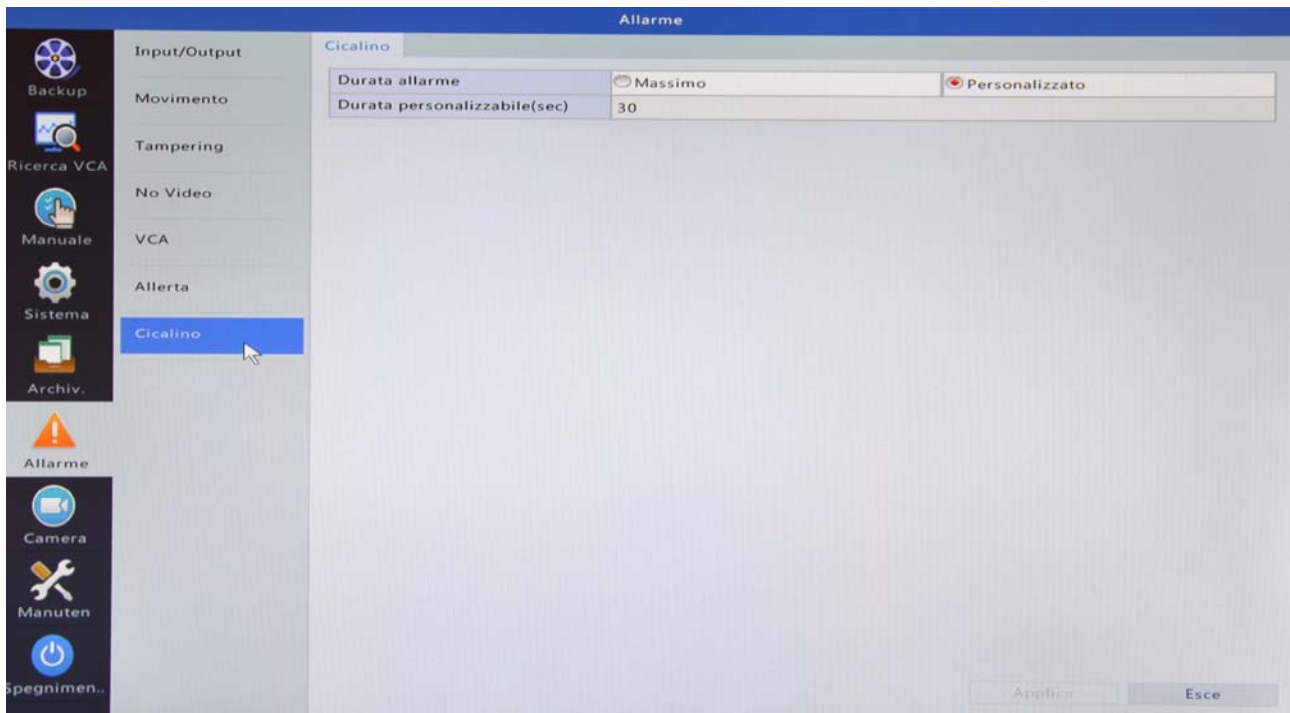 Allarme
Backup
Ricerca VCA
Manuale
Sistema
Archiv.
Allarme
Camera
Manuten
Spegnimen..
Input/Output
Movimento
Tampering
No Video
VCA
Allerta
Cicalino
Cicalino
Durata allarme
Massimo
Personalizzato
Durata personalizzabile(sec)
30
Applica
Esce